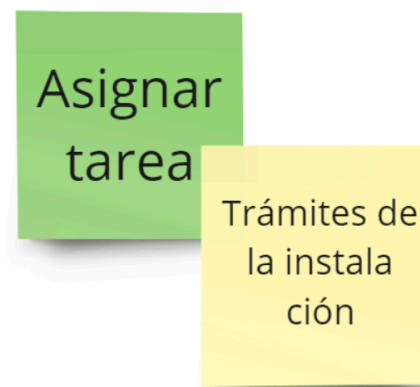 Asignar
tarea
Trámites de
la instala
ción